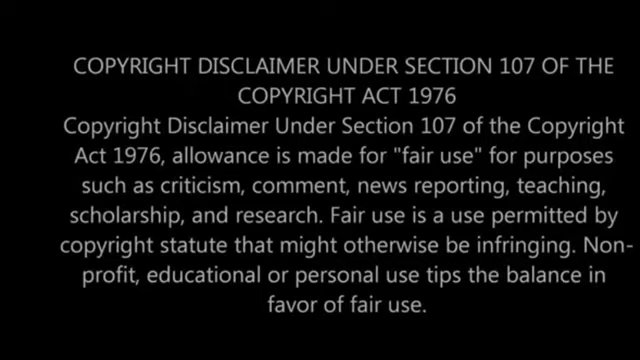 COPYRIGHT DISCLAIMER UNDER SECTION 107 OF THE
COPYRIGHT ACT 1976
Copyright Disclaimer Under Section 107 of the Copyright
Act 1976, allowance is made for "fair use" for purposes
such as criticism, comment, news reporting, teaching,
scholarship, and research. Fair use is a use permitted by
copyright statute that might otherwise be infringing. Non-
profit, educational or personal use tips the balance in
favor of fair use.